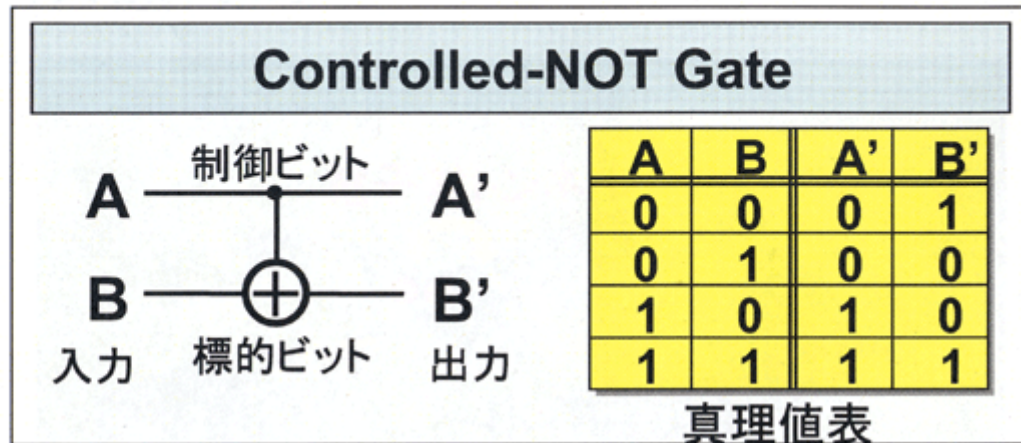 Controlled-NOT Gate
制御ビット
A A’
B B’
標的ビット
入力 出力
A B A’ B’
0 0 0 1
0 1 0 0
1 0 1 0
1 1 1 1
真理値表